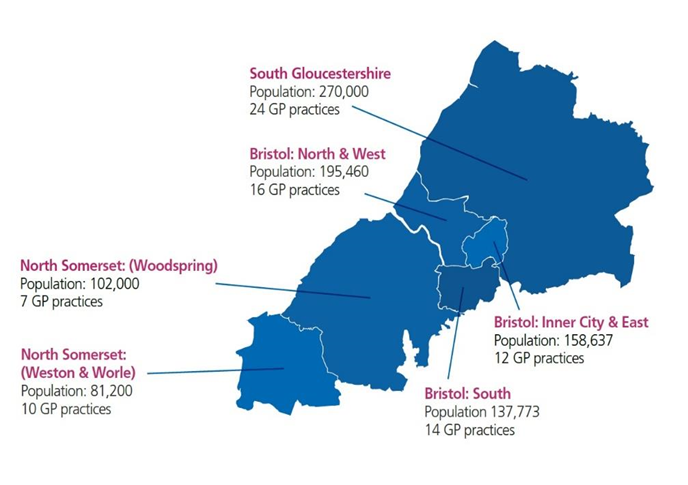 South Gloucestershire
Population: 270,000
24 GP practices
Bristol: North & West
Population: 195,460
16 GP practices
North Somerset: (Woodspring)
Population: 102,000
7 GP practices
North Somerset:
(Weston & Worle)
Population: 81,200
10 GP practices
Bristol: Inner City & East
Population: 158,637
12 GP practices
Bristol: South
Population 137,773
14 GP practices